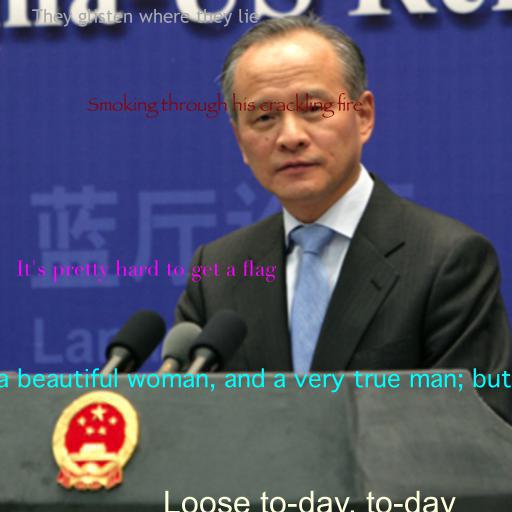 They glisten where they lie
Smoking through his crackling fire
蓝厅
It's pretty hard to get a flag
Lan
a beautiful woman, and a very true man; but
Loose to-day, to-day